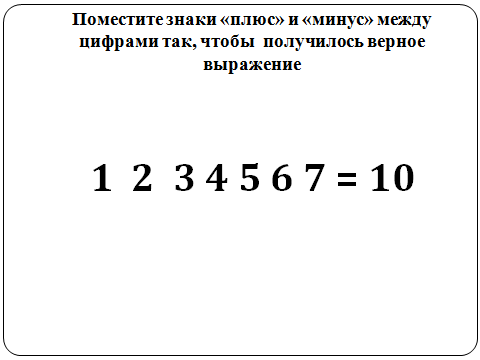 Поместите знаки «плюс» и «минус» между
цифрами так, чтобы получилось верное
выражение
1 2 3 4 5 6 7 = 10